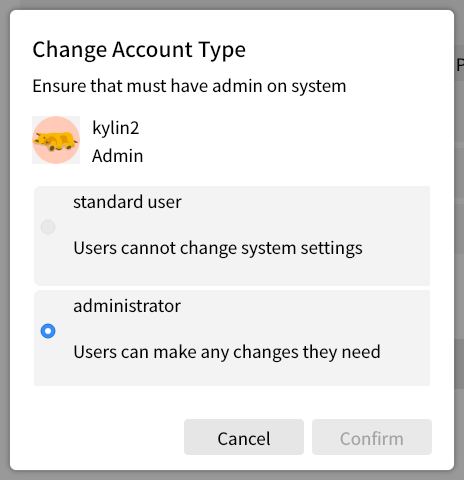 Change Account Type
Ensure that must have admin on system
P
kylin2
Admin
standard user
Users cannot change system settings
administrator
Users can make any changes they need
Cancel
Confirm